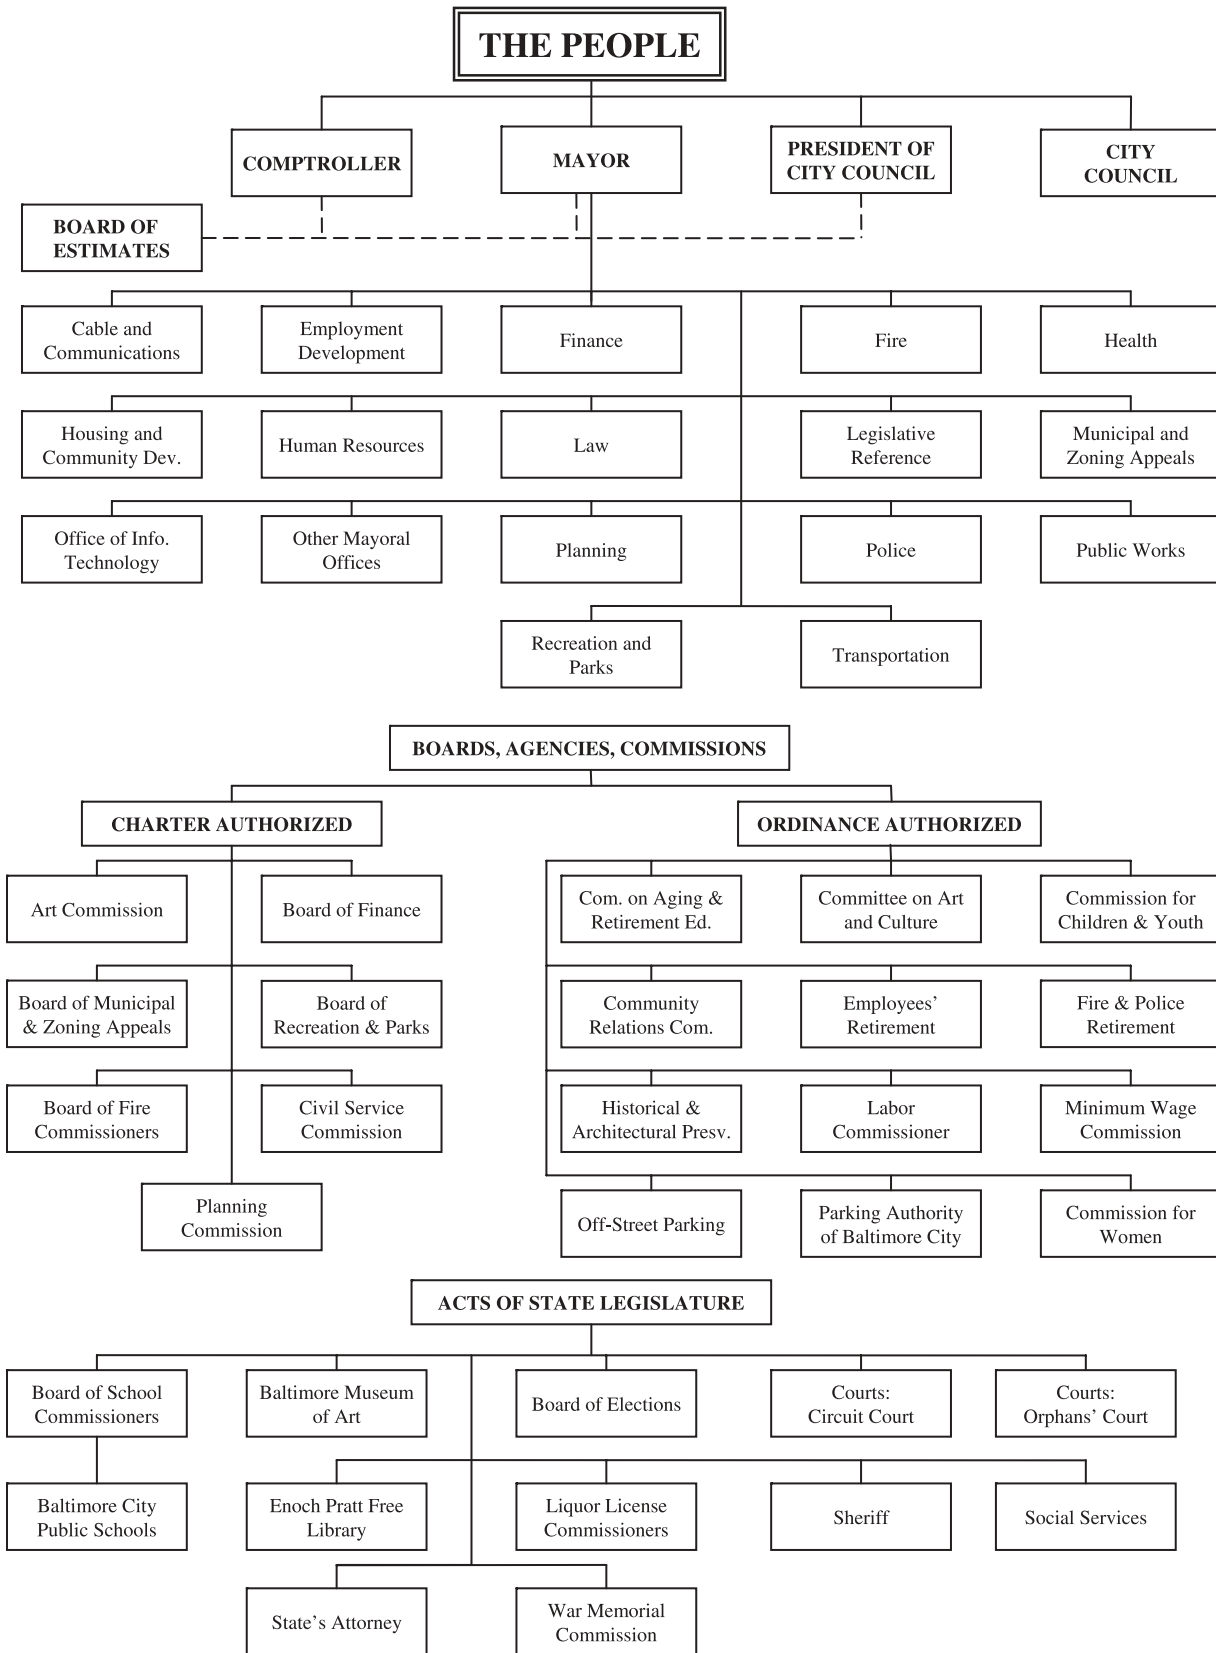 THE PEOPLE
COMPTROLLER
MAYOR
PRESIDENT OF
CITY COUNCIL
CITY
COUNCIL
BOARD OF
ESTIMATES
Cable and
Communications
Employment
Development
Finance
Fire
Health
Housing and
Community Dev.
Human Resources
Law
Legislative
Reference
Municipal and
Zoning Appeals
Office of Info.
Technology
Other Mayoral
Offices
Planning
Police
Public Works
Recreation and
Parks
Transportation
BOARDS, AGENCIES, COMMISSIONS
CHARTER AUTHORIZED
ORDINANCE AUTHORIZED
Art Commission
Board of Finance
Board of Municipal
& Zoning Appeals
Board of
Recreation & Parks
Board of Fire
Commissioners
Civil Service
Commission
Planning
Commission
Com. on Aging &
Retirement Ed.
Committee on Art
and Culture
Commission for
Children & Youth
Community
Relations Com.
Employees’
Retirement
Fire & Police
Retirement
Historical &
Architectural Presv.
Labor
Commissioner
Minimum Wage
Commission
Off-Street Parking
Parking Authority
of Baltimore City
Commission for
Women
ACTS OF STATE LEGISLATURE
Board of School
Commissioners
Baltimore Museum
of Art
Board of Elections
Courts:
Circuit Court
Courts:
Orphans’ Court
Baltimore City
Public Schools
Enoch Pratt Free
Library
Liquor License
Commissioners
Sheriff
Social Services
State’s Attorney
War Memorial
Commission